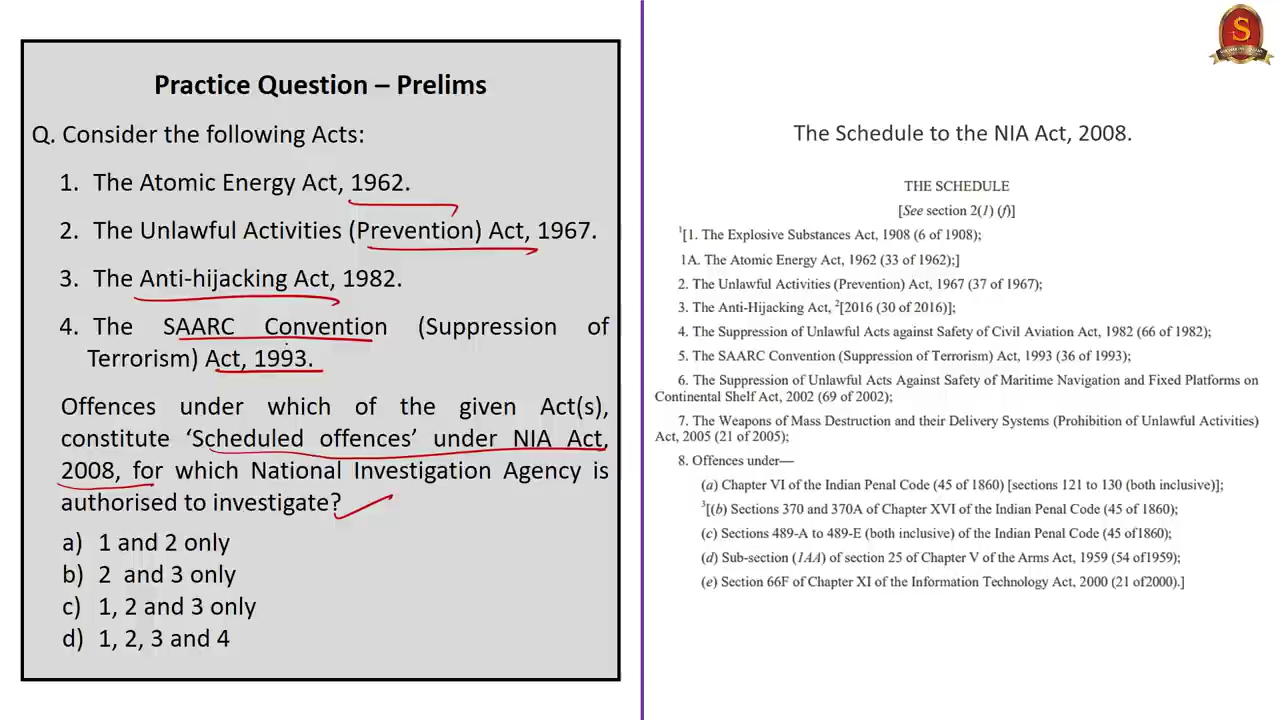 Practice Question – Prelims
Q. Consider the following Acts:
1. The Atomic Energy Act, 1962.
2. The Unlawful Activities (Prevention) Act, 1967.
3. The Anti-hijacking Act, 1982.
4. The SAARC Convention (Suppression of
Terrorism) Act, 1993.
Offences under which of the given Act(s),
constitute ‘Scheduled offences’ under NIA Act,
2008, for which National Investigation Agency is
authorised to investigate?
a) 1 and 2 only
b) 2 and 3 only
c) 1, 2 and 3 only
d) 1, 2, 3 and 4
S
The Schedule to the NIA Act, 2008.
THE SCHEDULE
[See section 2(1) (f)]
1[1. The Explosive Substances Act, 1908 (6 of 1908);
1A. The Atomic Energy Act, 1962 (33 of 1962);]
2. The Unlawful Activities (Prevention) Act, 1967 (37 of 1967);
3. The Anti-Hijacking Act, 2[2016 (30 of 2016)];
4. The Suppression of Unlawful Acts against Safety of Civil Aviation Act, 1982 (66 of 1982);
5. The SAARC Convention (Suppression of Terrorism) Act, 1993 (36 of 1993);
6. The Suppression of Unlawful Acts Against Safety of Maritime Navigation and Fixed Platforms on
Continental Shelf Act, 2002 (69 of 2002);
7. The Weapons of Mass Destruction and their Delivery Systems (Prohibition of Unlawful Activities)
Act, 2005 (21 of 2005);
8. Offences under—
(a) Chapter VI of the Indian Penal Code (45 of 1860) [sections 121 to 130 (both inclusive)];
3[(b) Sections 370 and 370A of Chapter XVI of the Indian Penal Code (45 of 1860);
(c) Sections 489-A to 489-E (both inclusive) of the Indian Penal Code (45 of1860);
(d) Sub-section (1AA) of section 25 of Chapter V of the Arms Act, 1959 (54 of1959);
(e) Section 66F of Chapter XI of the Information Technology Act, 2000 (21 of2000).]